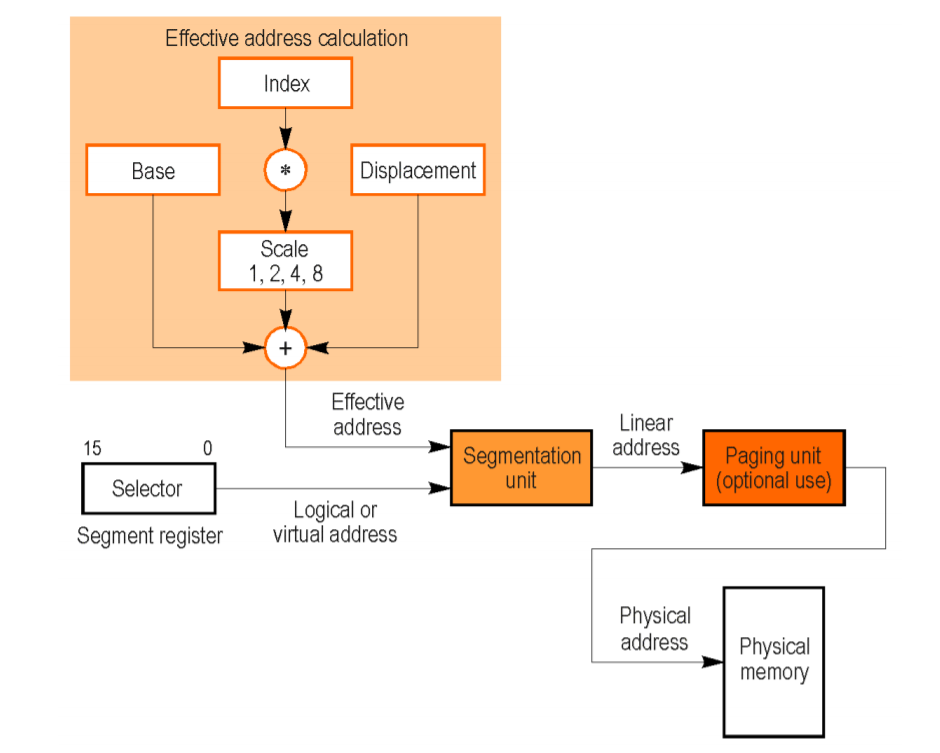 Effective address calculation
Index
Base
*
Displacement
Scale
1, 2, 4, 8
+
Effective
address
15 0
Selector
Segment register
Logical or
virtual address
Segmentation
unit
Linear
address
Paging unit
(optional use)
Physical
address
Physical
memory